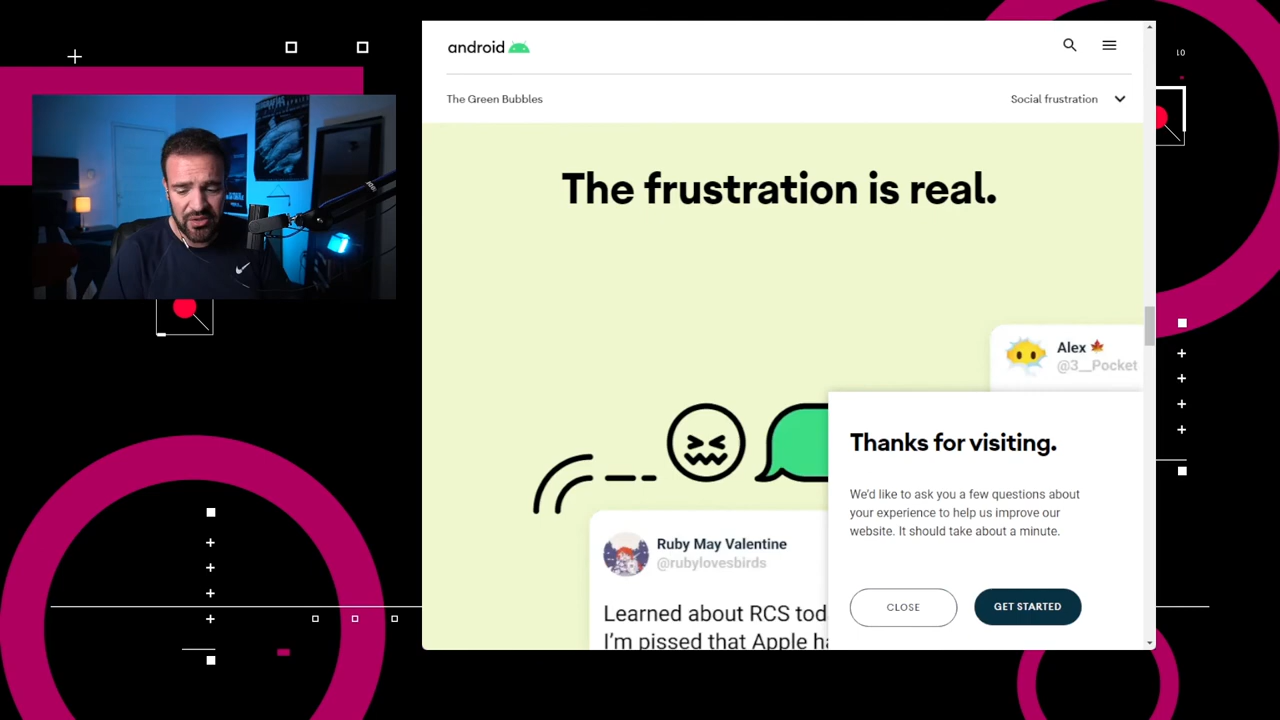 android
The Green Bubbles
Social frustration
The frustration is real.
Alex
@3__Pocket
Thanks for visiting.
We'd like to ask you a few questions about
your experience to help us improve our
website. It should take about a minute.
CLOSE
GET STARTED
Ruby May Valentine
@rubylovesbirds
Learned about RCS
I'm pissed that Apple
10